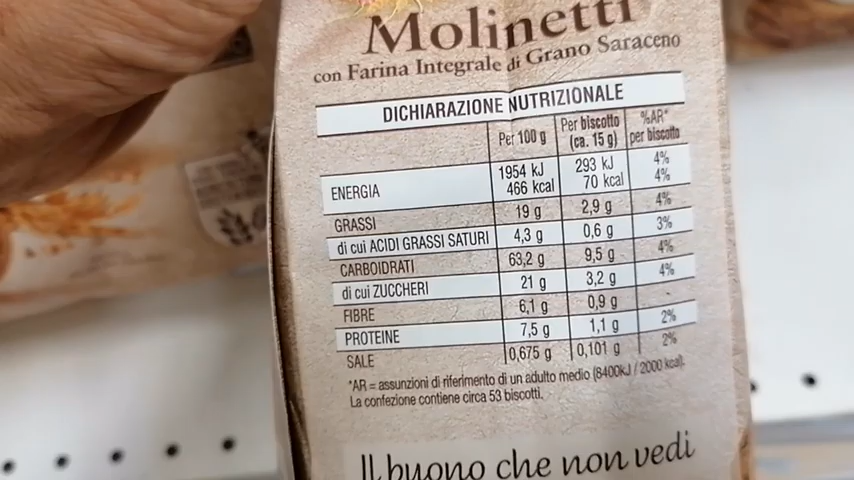 Molinetti
con Farina Integrale di Grano Saraceno
DICHIARAZIONE NUTRIZIONALE
Per 100 g Per biscotto (ca. 15 g) %AR* per biscotto
ENERGIA 1954 kJ 466 kcal 293 kJ 70 kcal 4% 4%
GRASSI 19 g 2,9 g 4%
di cui ACIDI GRASSI SATURI 4,3 g 0,6 g 3%
CARBOIDRATI 63,2 g 9,5 g 4%
di cui ZUCCHERI 21 g 3,2 g 4%
FIBRE 6,1 g 0,9 g -
PROTEINE 7,5 g 1,1 g 2%
SALE 0,675 g 0,101 g 2%
*AR = assunzioni di riferimento di un adulto medio (8400kJ / 2000 kcal).
La confezione contiene circa 53 biscotti.
Il buono che non vedi